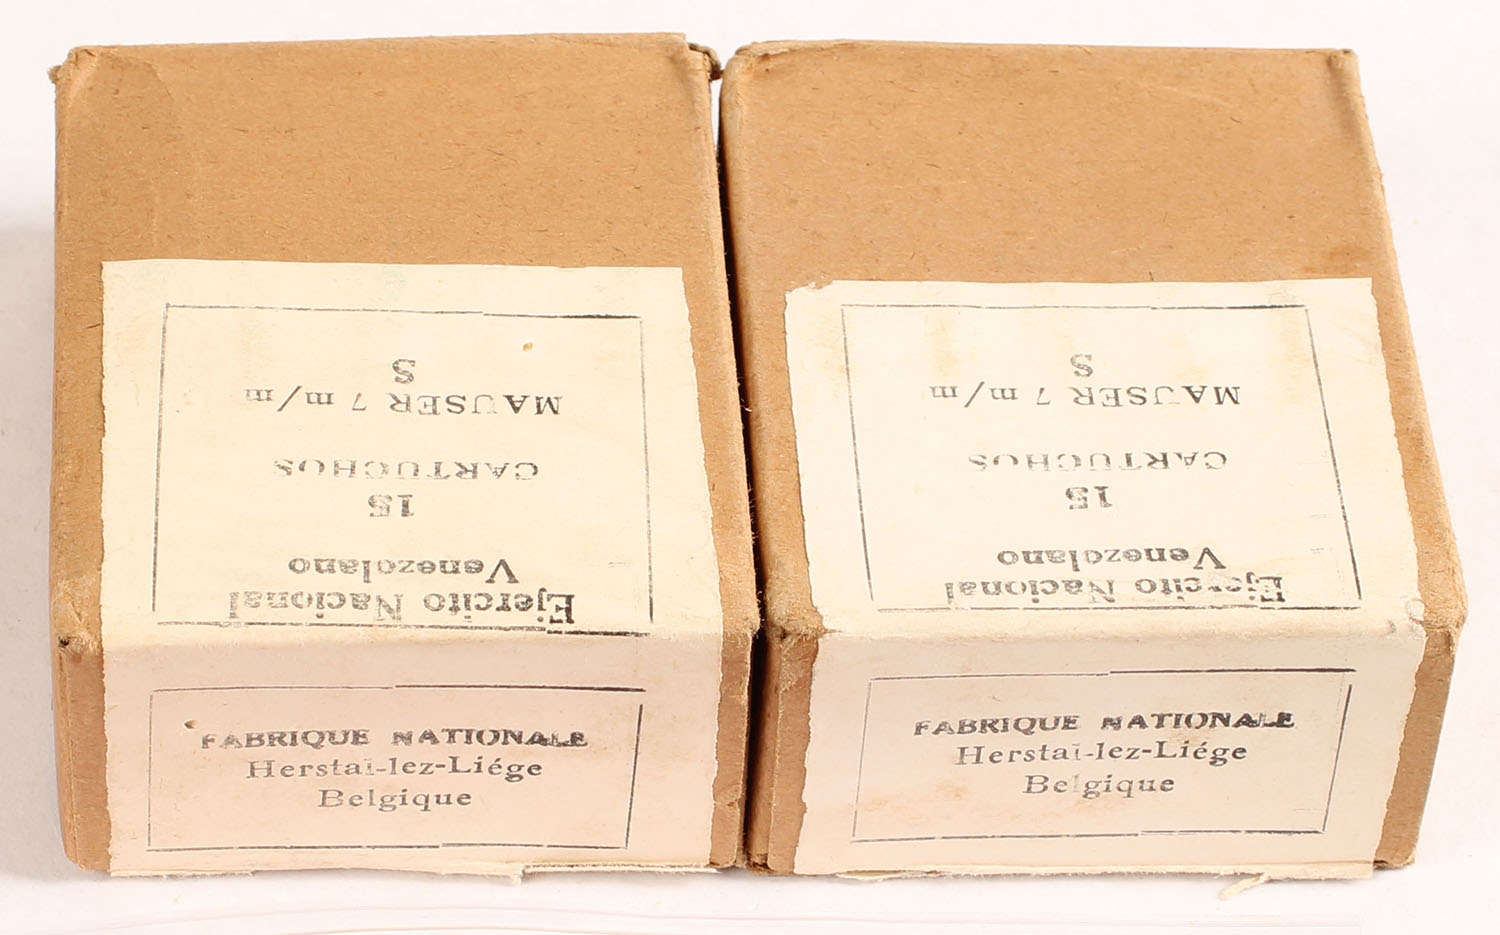 Ejercito Nacional
Venezolano
15
CARTUCHOS
MAUSER 7 m/m
S
FABRIQUE NATIONALE
Herstal-lez-Liége
Belgique
Ejercito Nacional
Venezolano
15
CARTUCHOS
MAUSER 7 m/m
S
FABRIQUE NATIONALE
Herstal-lez-Liége
Belgique